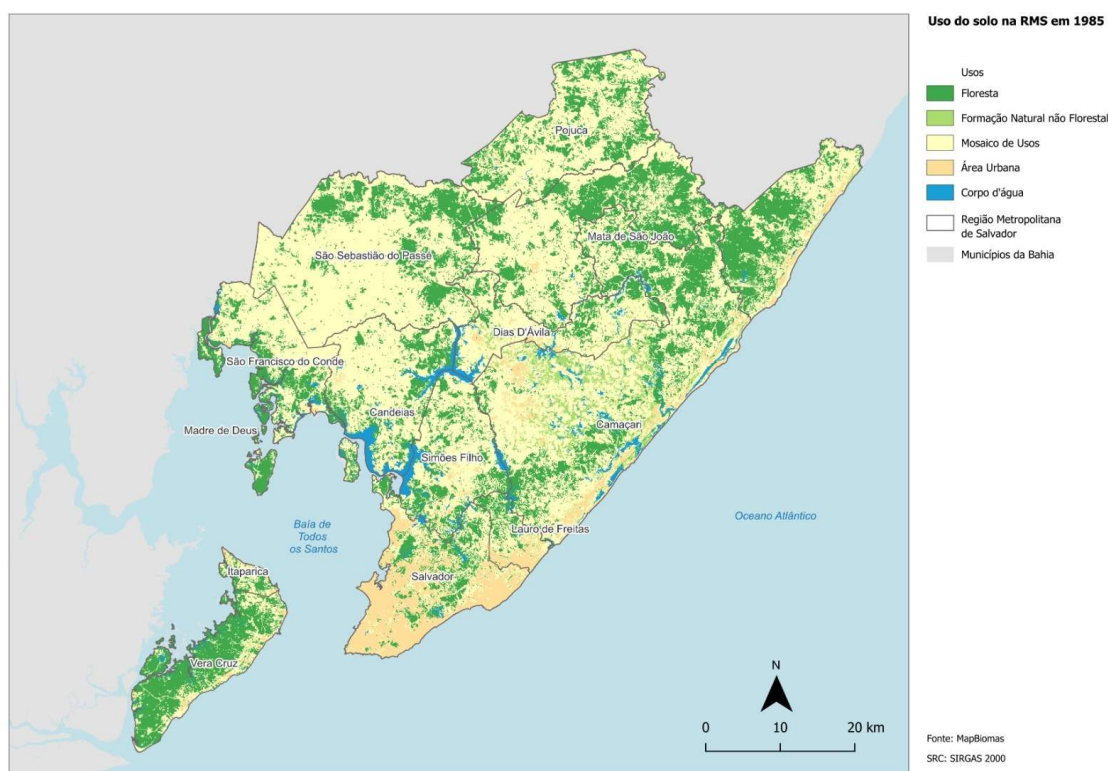 Uso do solo na RMS em 1985
Usos
Floresta
Formação Natural não Florestal
Mosaico de Usos
Área Urbana
Corpo d'água
Região Metropolitana
de Salvador
Municípios da Bahia
Pojuca
Mata de São João
São Sebastião do Passé
Dias D'Ávila
São Francisco do Conde
Candeias
Camaçari
Madre de Deus
Simões Filho
Baía de
Todos
os Santos
Oceano Atlântico
Lauro de Freitas
Itaparica
Salvador
Vera Cruz
N
0 10 20 km
Fonte: MapBiomas
SRC: SIRGAS 2000